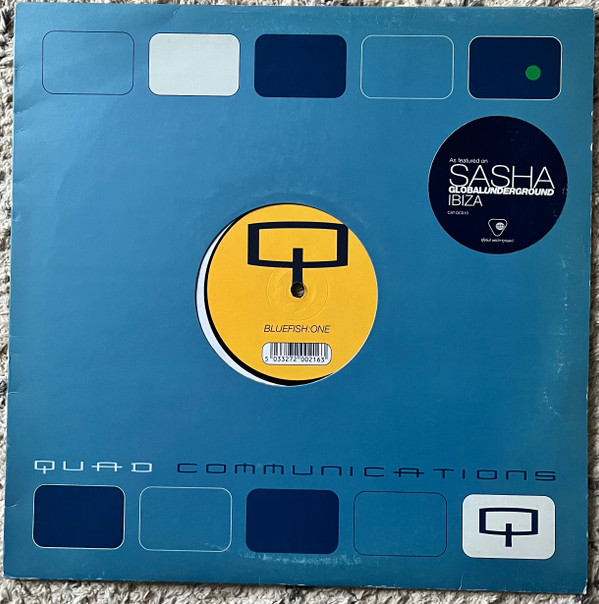 As featured on
SASHA
GLOBALUNDERGROUND
IBIZA
Q
BLUEFISH:ONE
5 033272 002163
QUAD COMMUNICATIONS
Q